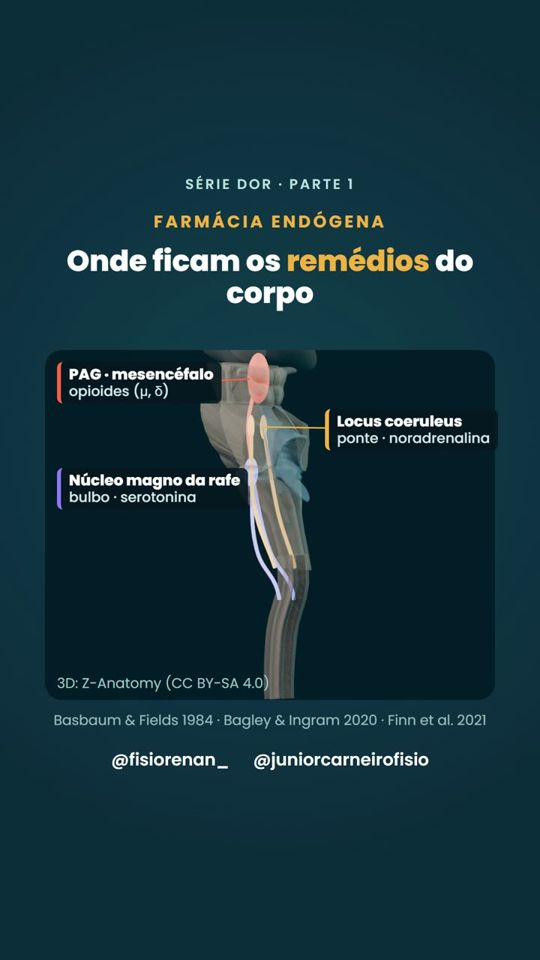 SÉRIE DOR · PARTE 1
FARMÁCIA ENDÓGENA
Onde ficam os remédios do
corpo
PAG · mesencéfalo
opioides (μ, δ)
Locus coeruleus
ponte · noradrenalina
Núcleo magno da rafe
bulbo · serotonina
3D: Z-Anatomy (CC BY-SA 4.0)
Basbaum & Fields 1984 · Bagley & Ingram 2020 · Finn et al. 2021
@fisiorenan_ @juniorcarneirofisio